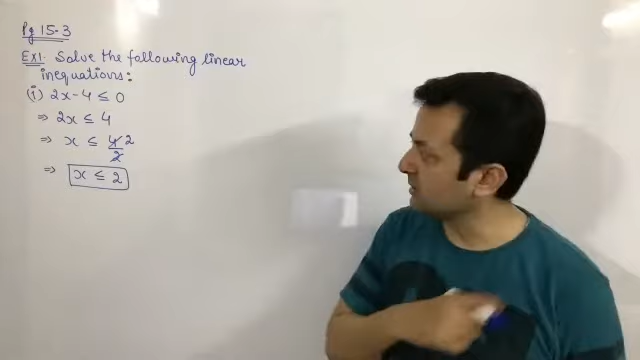 Pg 15.3
Ex1. Solve the following linear
inequations:
(i) 2x - 4 ≤ 0
⇒ 2x ≤ 4
⇒ x ≤ 4/2 2
⇒ x ≤ 2